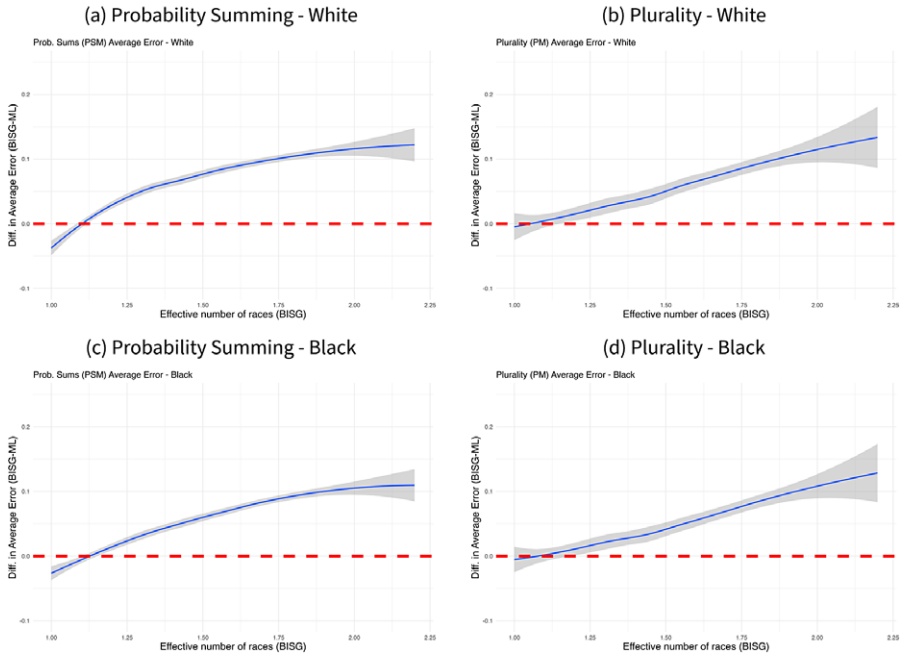 (a) Probability Summing - White
Prob. Sums (PSM) Average Error - White
Diff. in Average Error (BISG-ML)
0.2
0.1
0.0
-0.1
1.00 1.25 1.50 1.75 2.00 2.25
Effective number of races (BISG)
(b) Plurality - White
Plurality (PM) Average Error - White
Diff. in Average Error (BISG-ML)
0.2
0.1
0.0
-0.1
1.00 1.25 1.50 1.75 2.00 2.25
Effective number of races (BISG)
(c) Probability Summing - Black
Prob. Sums (PSM) Average Error - Black
Diff. in Average Error (BISG-ML)
0.2
0.1
0.0
-0.1
1.00 1.25 1.50 1.75 2.00 2.25
Effective number of races (BISG)
(d) Plurality - Black
Plurality (PM) Average Error - Black
Diff. in Average Error (BISG-ML)
0.2
0.1
0.0
-0.1
1.00 1.25 1.50 1.75 2.00 2.25
Effective number of races (BISG)